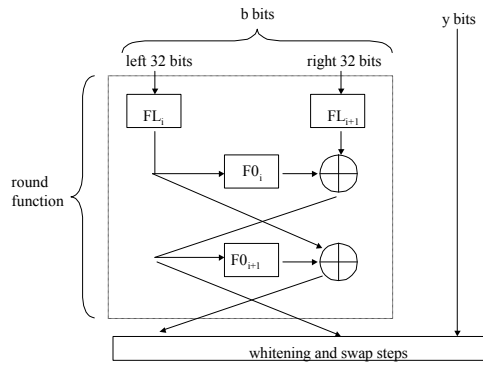 b bits
y bits
left 32 bits
right 32 bits
FLi
FLi+1
F0i
round
function
F0i+1
whitening and swap steps